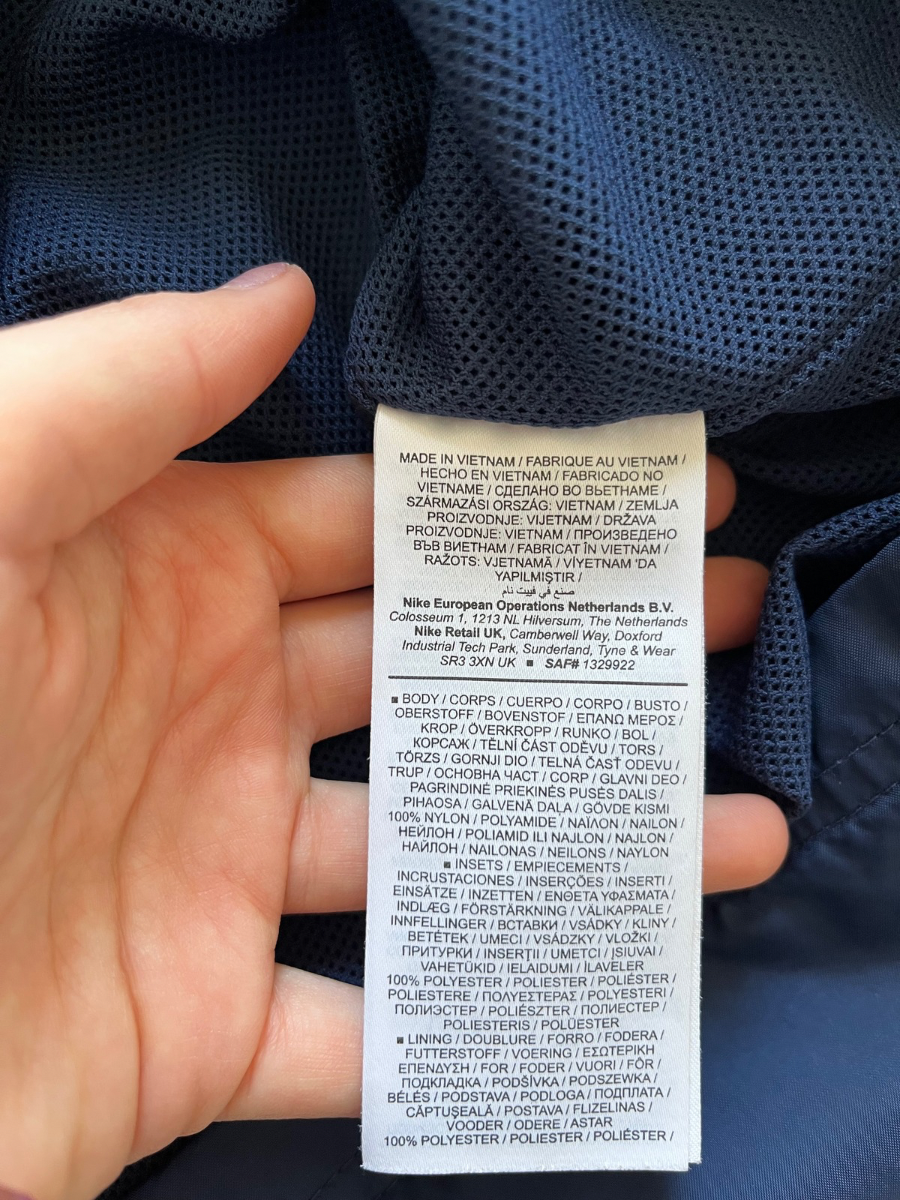 MADE IN VIETNAM / FABRIQUE AU VIETNAM /
HECHO EN VIETNAM / FABRICADO NO
VIETNAME / СДЕЛАНО ВО ВЬЕТНАМЕ /
SZÁRMAZÁSI ORSZÁG: VIETNAM / ZEMLJA
PROIZVODNJE: VIJETNAM / DRŽAVA
PROIZVODNJE: VIETNAM / ПРОИЗВЕДЕНО
ВЪВ ВИЕТНАМ / FABRICAT ÎN VIETNAM /
RAŽOTS: VJETNAMĀ / VİYETNAM 'DA
YAPILMIŞTIR /
صنع في فييت نام
Nike European Operations Netherlands B.V.
Colosseum 1, 1213 NL Hilversum, The Netherlands
Nike Retail UK, Camberwell Way, Doxford
Industrial Tech Park, Sunderland, Tyne & Wear
SR3 3XN UK ■ SAF# 1329922
■ BODY / CORPS / CUERPO / CORPO / BUSTO /
OBERSTOFF / BOVENSTOF / ΕΠΑΝΩ ΜΕΡΟΣ /
KROP / ÖVERKROPP / RUNKO / BOL /
КОРСАЖ / TĚLNÍ ČÁST ODĚVU / TORS /
TÖRZS / GORNJI DIO / TELNÁ ČASŤ ODEVU /
TRUP / ОСНОВНА ЧАСТ / CORP / GLAVNI DEO /
PAGRINDINĖ PRIEKINĖS PUSĖS DALIS /
PIHAOSA / GALVENĀ DAĻA / GÖVDE KISMI
100% NYLON / POLYAMIDE / ΝΑΪΛΟΝ / NAILON /
НЕЙЛОН / POLIAMID ILI NAJLON / NAJLON /
НАЙЛОН / NAILONAS / NEILONS / NAYLON
■ INSETS / EMPIECEMENTS /
INCRUSTACIONES / INSERÇÕES / INSERTI /
EINSÄTZE / INZETTEN / ΕΝΘΕΤΑ ΥΦΑΣΜΑΤΑ /
INDLÆG / FÖRSTÄRKNING / VÄLIKAPPALE /
INNFELLINGER / ВСТАВКИ / VSÁDKY / KLINY /
BETÉTEK / UMECI / VSÁDZKY / VLOŽKI /
ПРИТУРКИ / INSERŢII / UMETCI / ĮSIUVAI /
VAHETÜKID / IELAIDUMI / İLAVELER
100% POLYESTER / POLIESTER / POLIÉSTER /
POLIESTERE / ΠΟΛΥΕΣΤΕΡΑΣ / POLYESTERI /
ПОЛИЭСТЕР / POLIÉSZTER / ПОЛИЕСТЕР /
POLIESTERIS / POLÜESTER
■ LINING / DOUBLURE / FORRO / FODERA /
FUTTERSTOFF / VOERING / ΕΣΩΤΕΡΙΚΗ
ΕΠΕΝΔΥΣΗ / FOR / FODER / VUORI / FÔR /
ПОДКЛАДКА / PODŠÍVKA / PODSZEWKA /
BÉLÉS / PODSTAVA / PODLOGA / ПОДПЛАТА /
CĂPTUŞEALĂ / POSTAVA / FLIZELINAS /
VOODER / ODERE / ASTAR
100% POLYESTER / POLIESTER / POLIÉSTER /